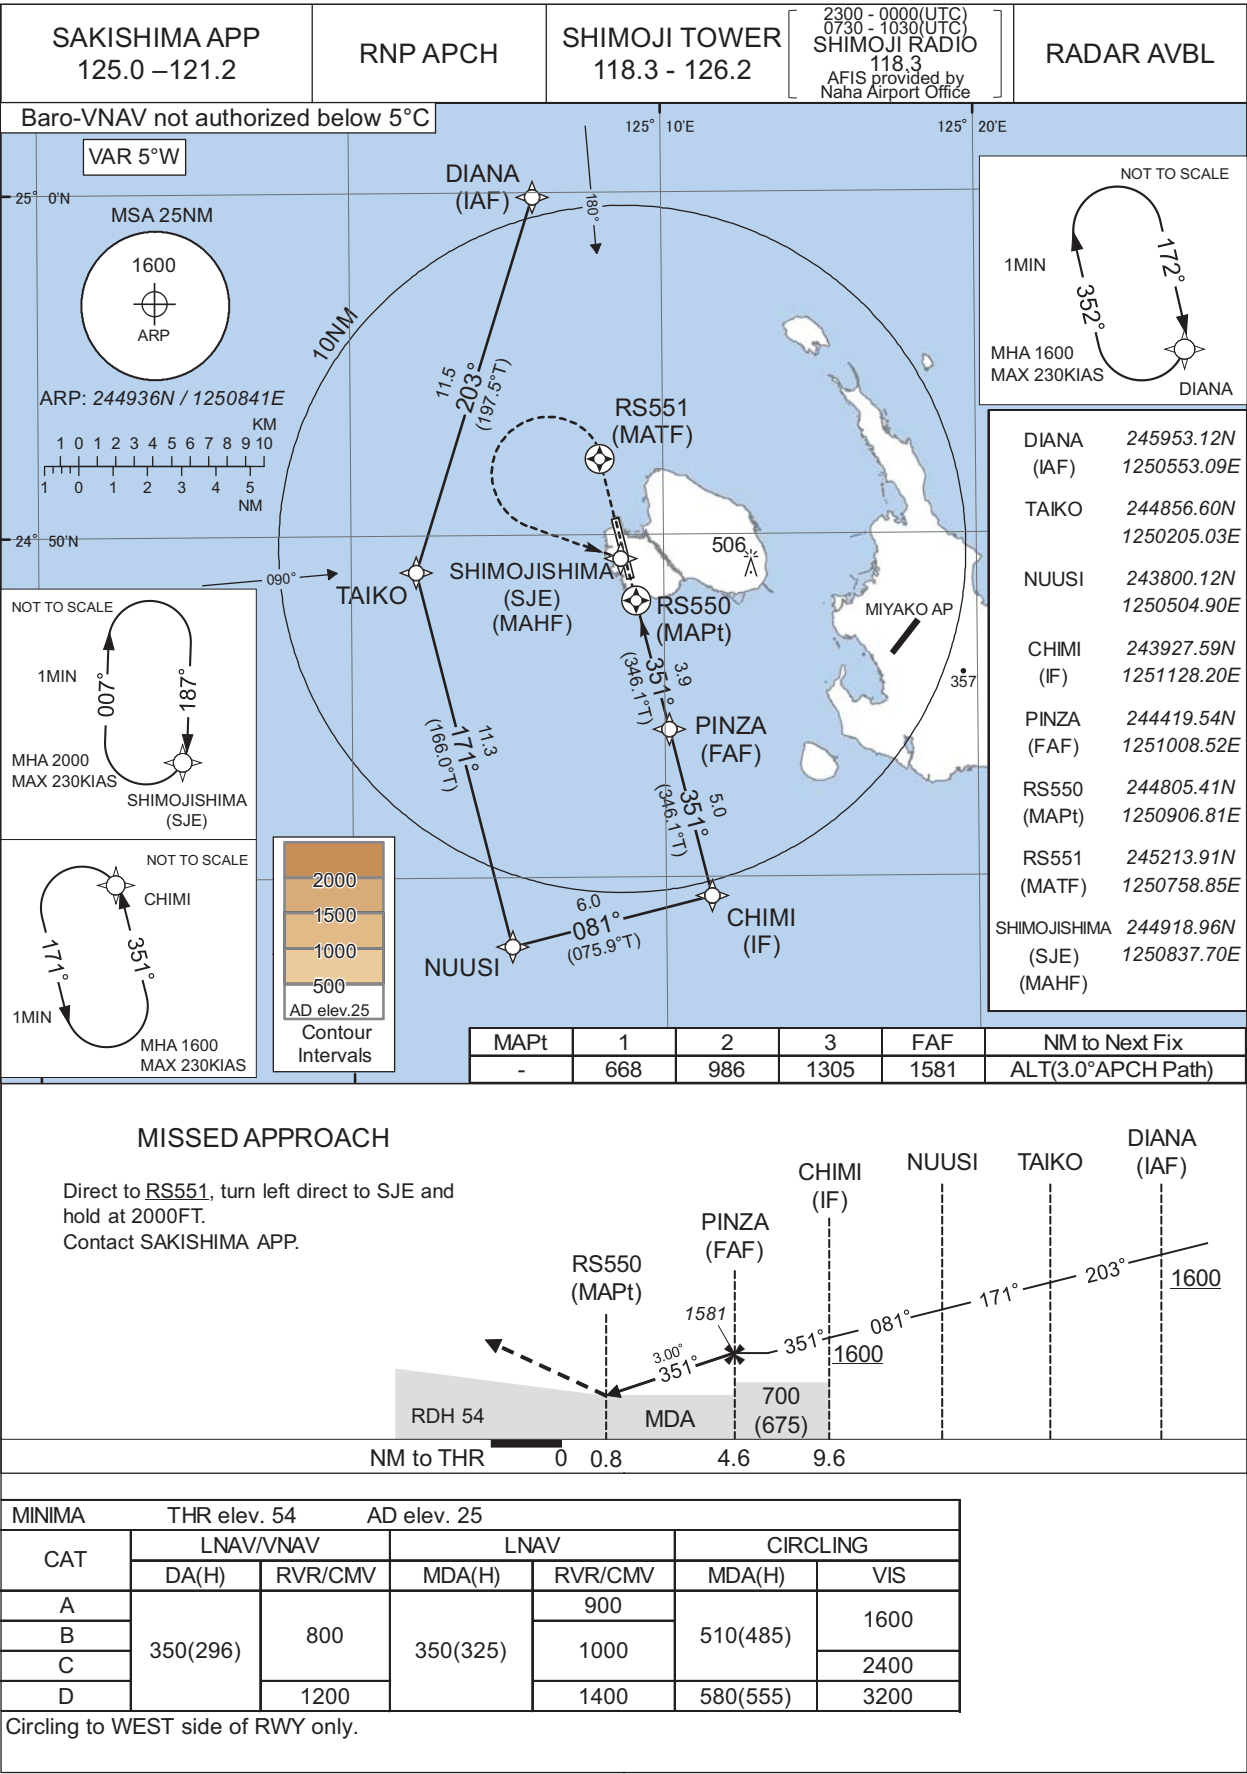 SAKISHIMA APP
125.0 –121.2
RNP APCH
SHIMOJI TOWER
118.3 - 126.2
2300 - 0000(UTC)
0730 - 1030(UTC)
SHIMOJI RADIO
118.3
AFIS provided by
Naha Airport Office
RADAR AVBL
Baro-VNAV not authorized below 5°C
VAR 5°W
125° 10'E
125° 20'E
25° 0'N
24° 50'N
MSA 25NM
1600
ARP
ARP: 244936N / 1250841E
KM
1 0 1 2 3 4 5 6 7 8 9 10
1 0 1 2 3 4 5
NM
DIANA
(IAF)
180°
10NM
11.5
203°
(197.5°T)
RS551
(MATF)
506
SHIMOJISHIMA
(SJE)
(MAHF)
RS550
(MAPt)
090°
TAIKO
MIYAKO AP
357
3.9
351°
(346.1°T)
PINZA
(FAF)
11.3
171°
(166.0°T)
5.0
351°
(346.1°T)
6.0
081°
(075.9°T)
NUUSI
CHIMI
(IF)
NOT TO SCALE
1MIN
172°
352°
MHA 1600
MAX 230KIAS
DIANA
NOT TO SCALE
1MIN
007°
187°
MHA 2000
MAX 230KIAS
SHIMOJISHIMA
(SJE)
NOT TO SCALE
CHIMI
171°
351°
1MIN
MHA 1600
MAX 230KIAS
2000
1500
1000
500
AD elev.25
Contour
Intervals
DIANA 245953.12N
(IAF) 1250553.09E
TAIKO 244856.60N
1250205.03E
NUUSI 243800.12N
1250504.90E
CHIMI 243927.59N
(IF) 1251128.20E
PINZA 244419.54N
(FAF) 1251008.52E
RS550 244805.41N
(MAPt) 1250906.81E
RS551 245213.91N
(MATF) 1250758.85E
SHIMOJISHIMA 244918.96N
(SJE) 1250837.70E
(MAHF)
MAPt 1 2 3 FAF NM to Next Fix
- 668 986 1305 1581 ALT(3.0°APCH Path)
MISSED APPROACH
Direct to RS551, turn left direct to SJE and
hold at 2000FT.
Contact SAKISHIMA APP.
RS550
(MAPt)
PINZA
(FAF)
CHIMI
(IF)
NUUSI
TAIKO
DIANA
(IAF)
1581
3.00°
351°
351°
081°
171°
203°
1600
1600
RDH 54
MDA
700
(675)
NM to THR 0 0.8 4.6 9.6
MINIMA THR elev. 54 AD elev. 25
CAT LNAV/VNAV LNAV CIRCLING
DA(H) RVR/CMV MDA(H) RVR/CMV MDA(H) VIS
A 900
B 350(296) 800 350(325) 1000 510(485) 1600
C 2400
D 1200 1400 580(555) 3200
Circling to WEST side of RWY only.